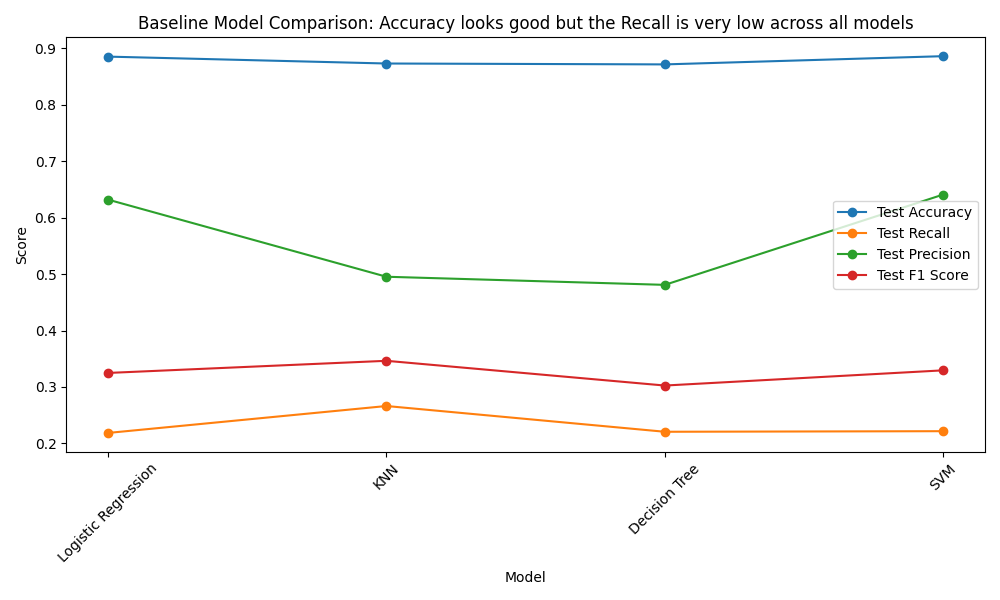 Baseline Model Comparison: Accuracy looks good but the Recall is very low across all models
0.9
0.8
0.7
0.6
0.5
0.4
0.3
0.2
Score
Test Accuracy
Test Recall
Test Precision
Test F1 Score
Logistic Regression
KNN
Decision Tree
SVM
Model